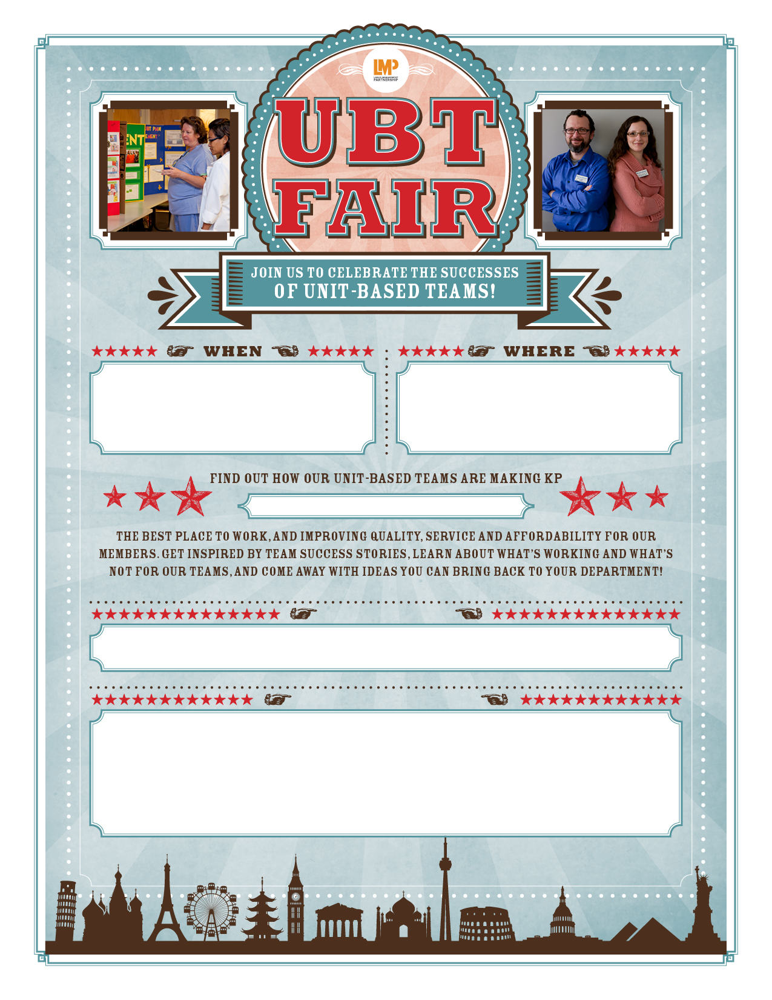 LMP
LABOR MANAGEMENT
PARTNERSHIP
UBT
FAIR
JOIN US TO CELEBRATE THE SUCCESSES
OF UNIT-BASED TEAMS!
WHEN
WHERE
FIND OUT HOW OUR UNIT-BASED TEAMS ARE MAKING KP
THE BEST PLACE TO WORK, AND IMPROVING QUALITY, SERVICE AND AFFORDABILITY FOR OUR
MEMBERS. GET INSPIRED BY TEAM SUCCESS STORIES, LEARN ABOUT WHAT'S WORKING AND WHAT'S
NOT FOR OUR TEAMS, AND COME AWAY WITH IDEAS YOU CAN BRING BACK TO YOUR DEPARTMENT!